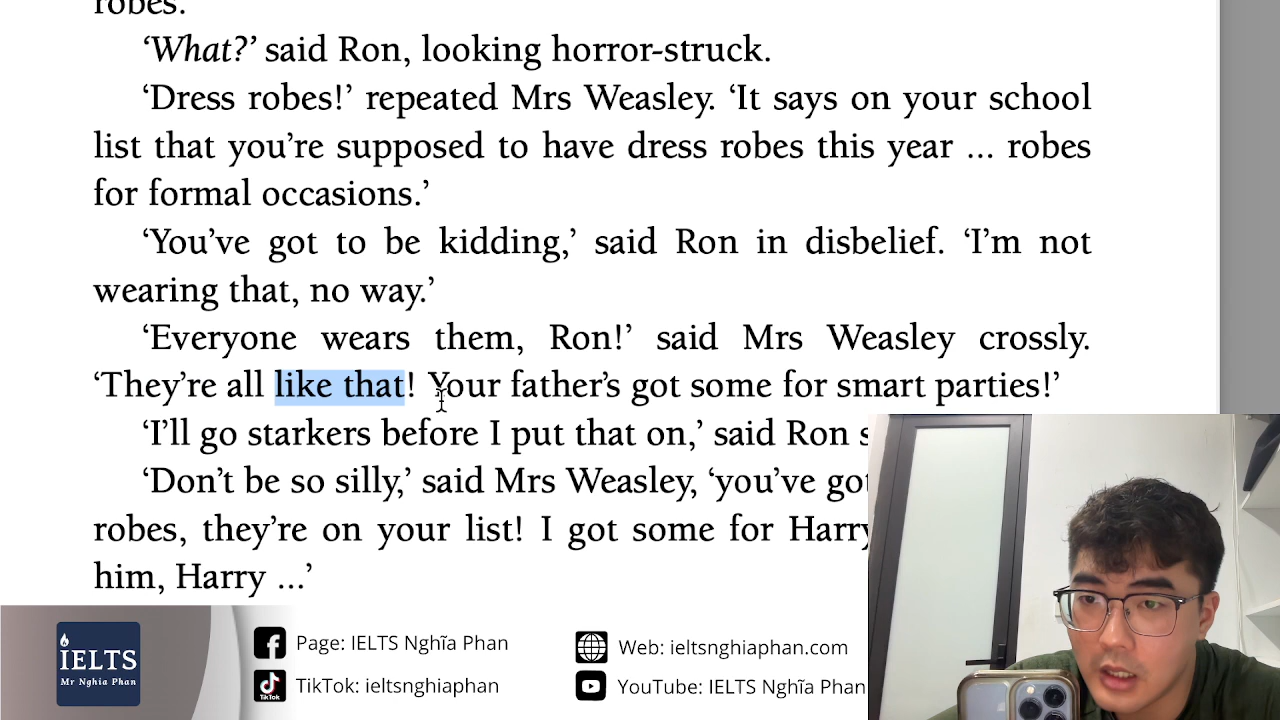 robes.
‘What?’ said Ron, looking horror-struck.
‘Dress robes!’ repeated Mrs Weasley. ‘It says on your school
list that you’re supposed to have dress robes this year ... robes
for formal occasions.’
‘You’ve got to be kidding,’ said Ron in disbelief. ‘I’m not
wearing that, no way.’
‘Everyone wears them, Ron!’ said Mrs Weasley crossly.
‘They’re all like that! Your father’s got some for smart parties!’
‘I’ll go starkers before I put that on,’ said Ron
‘Don’t be so silly,’ said Mrs Weasley, ‘you’ve got
robes, they’re on your list! I got some for Harry
him, Harry ...’
IELTS
Mr Nghia Phan
Page: IELTS Nghĩa Phan
TikTok
TikTok: ieltsnghiaphan
Web: ieltsnghiaphan.com
YouTube: IELTS Nghĩa Phan